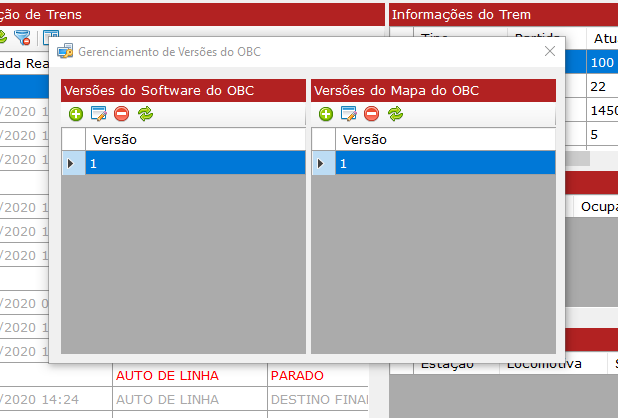 ção de Trens
Informações do Trem
Gerenciamento de Versões do OBC
Atu
ada Rea
Versões do Software do OBC
Versões do Mapa do OBC
100
22
1450
5
Versão
Versão
1
1
Ocupa
/2020 1
/2020 1
/2020 1
/2020 1
/2020 1
/2020 1
/2020 0
/2020 1
/2020 1
Estação
Locomotiva
AUTO DE LINHA
PARADO
/2020 14:24
AUTO DE LINHA
DESTINO FINA